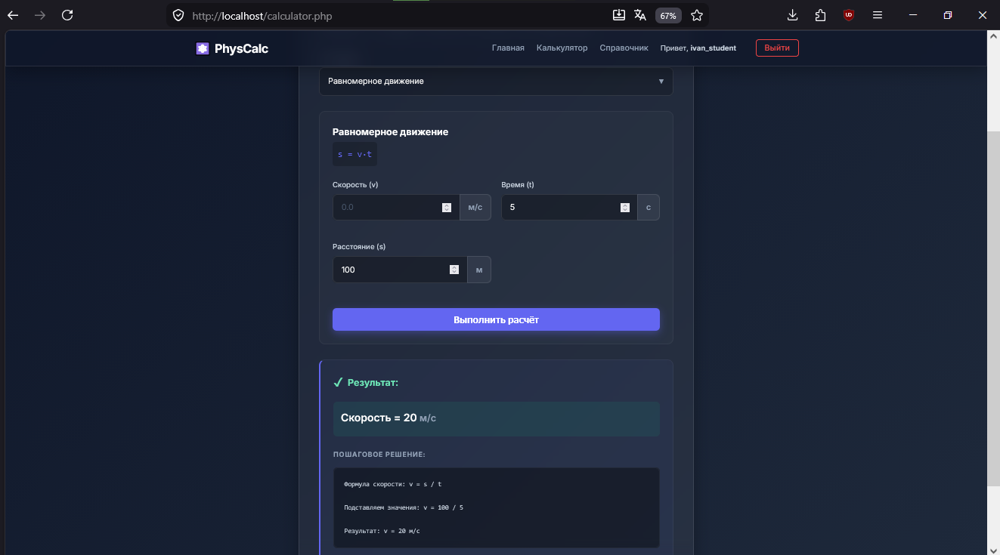 http://localhost/calculator.php
67%
PhysCalc
Главная Калькулятор Справочник Привет, ivan_student Выйти
Равномерное движение
Равномерное движение
s = v·t
Скорость (v) Время (t)
0.0 м/с 5 с
Расстояние (s)
100 м
Выполнить расчёт
✓ Результат:
Скорость = 20 м/с
ПОШАГОВОЕ РЕШЕНИЕ:
Формула скорости: v = s / t
Подставляем значения: v = 100 / 5
Результат: v = 20 м/с